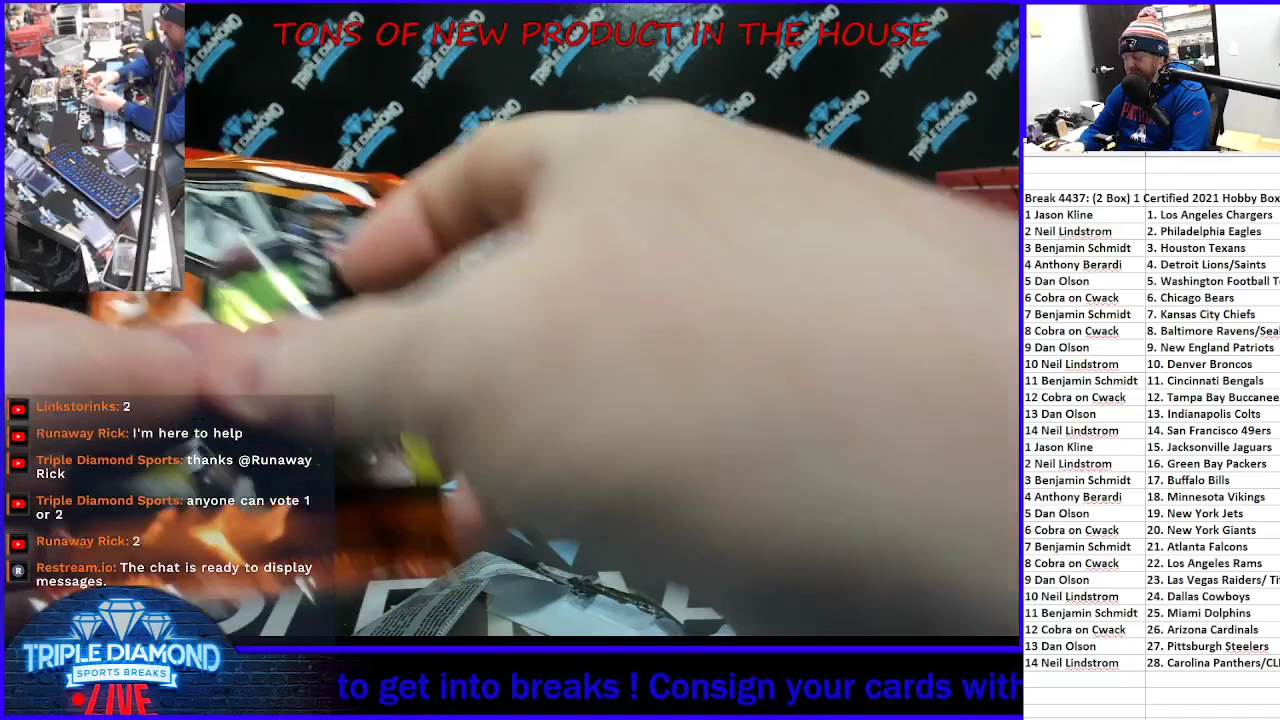 TONS OF NEW PRODUCT IN THE HOUSE
Break 4437: (2 Box) 1 Certified 2021 Hobby Box
1 Jason Kline 1. Los Angeles Chargers
2 Neil Lindstrom 2. Philadelphia Eagles
3 Benjamin Schmidt 3. Houston Texans
4 Anthony Berardi 4. Detroit Lions/Saints
5 Dan Olson 5. Washington Football T
6 Cobra on Cwack 6. Chicago Bears
7 Benjamin Schmidt 7. Kansas City Chiefs
8 Cobra on Cwack 8. Baltimore Ravens/Sea
9 Dan Olson 9. New England Patriots
10 Neil Lindstrom 10. Denver Broncos
11 Benjamin Schmidt 11. Cincinnati Bengals
12 Cobra on Cwack 12. Tampa Bay Buccanee
13 Dan Olson 13. Indianapolis Colts
14 Neil Lindstrom 14. San Francisco 49ers
1 Jason Kline 15. Jacksonville Jaguars
2 Neil Lindstrom 16. Green Bay Packers
3 Benjamin Schmidt 17. Buffalo Bills
4 Anthony Berardi 18. Minnesota Vikings
5 Dan Olson 19. New York Jets
6 Cobra on Cwack 20. New York Giants
7 Benjamin Schmidt 21. Atlanta Falcons
8 Cobra on Cwack 22. Los Angeles Rams
9 Dan Olson 23. Las Vegas Raiders/ Ti
10 Neil Lindstrom 24. Dallas Cowboys
11 Benjamin Schmidt 25. Miami Dolphins
12 Cobra on Cwack 26. Arizona Cardinals
13 Dan Olson 27. Pittsburgh Steelers
14 Neil Lindstrom
Linkstorinks: 2
Runaway Rick: I'm here to help
Triple Diamond Sports: thanks @Runaway
Rick
Triple Diamond Sports: anyone can vote 1
or 2
Runaway Rick: 2
Restream.io: The chat is ready to display
messages.
TRIPLE DIAMOND
SPORTS BREAKS
LIVE
to get into breaks ! Consign your cards with